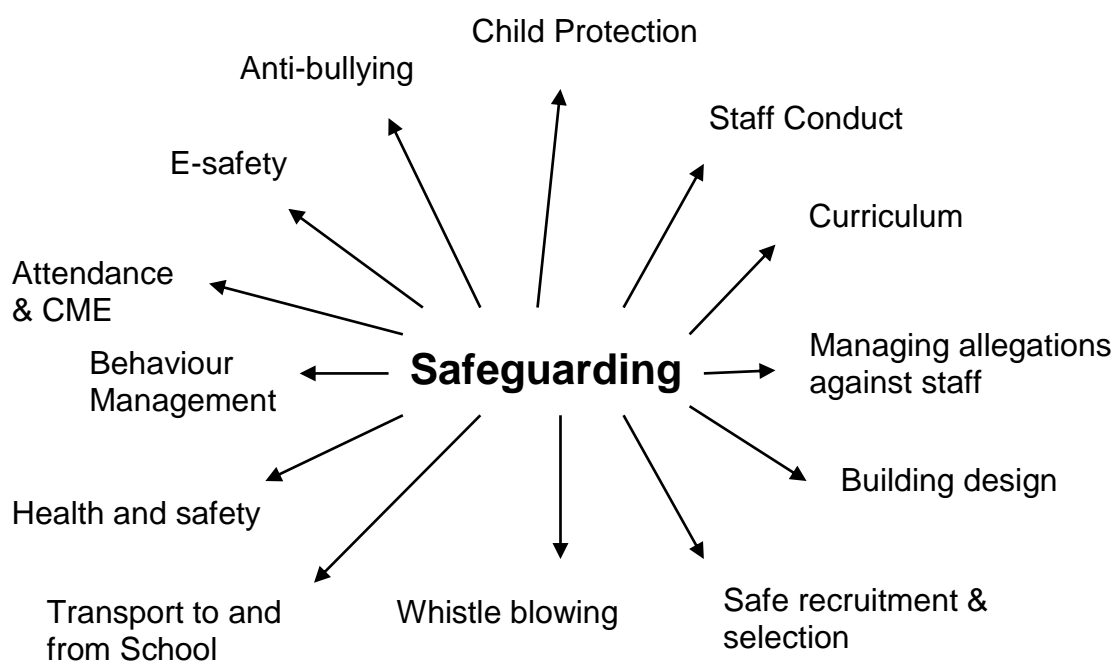 Child Protection
Anti-bullying
Staff Conduct
E-safety
Curriculum
Attendance
& CME
Managing allegations
against staff
Behaviour
Management
Safeguarding
Building design
Health and safety
Transport to and
from School
Whistle blowing
Safe recruitment &
selection